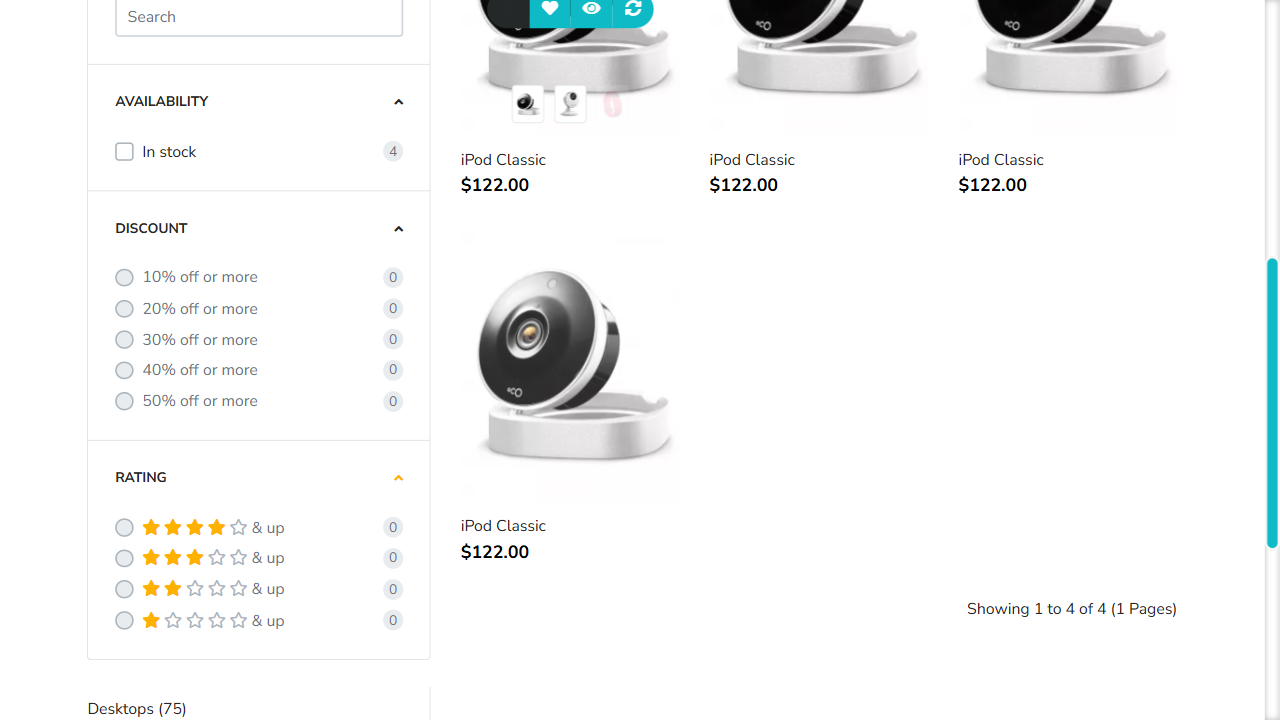 Search
AVAILABILITY
In stock 4
DISCOUNT
10% off or more 0
20% off or more 0
30% off or more 0
40% off or more 0
50% off or more 0
RATING
& up 0
& up 0
& up 0
& up 0
Desktops (75)
iPod Classic
$122.00
iPod Classic
$122.00
iPod Classic
$122.00
iPod Classic
$122.00
Showing 1 to 4 of 4 (1 Pages)